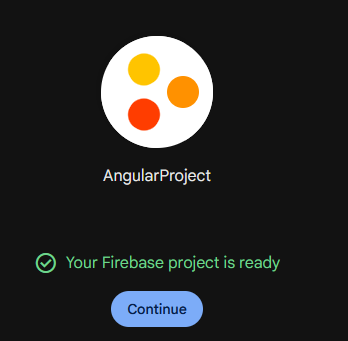 AngularProject
Your Firebase project is ready
Continue